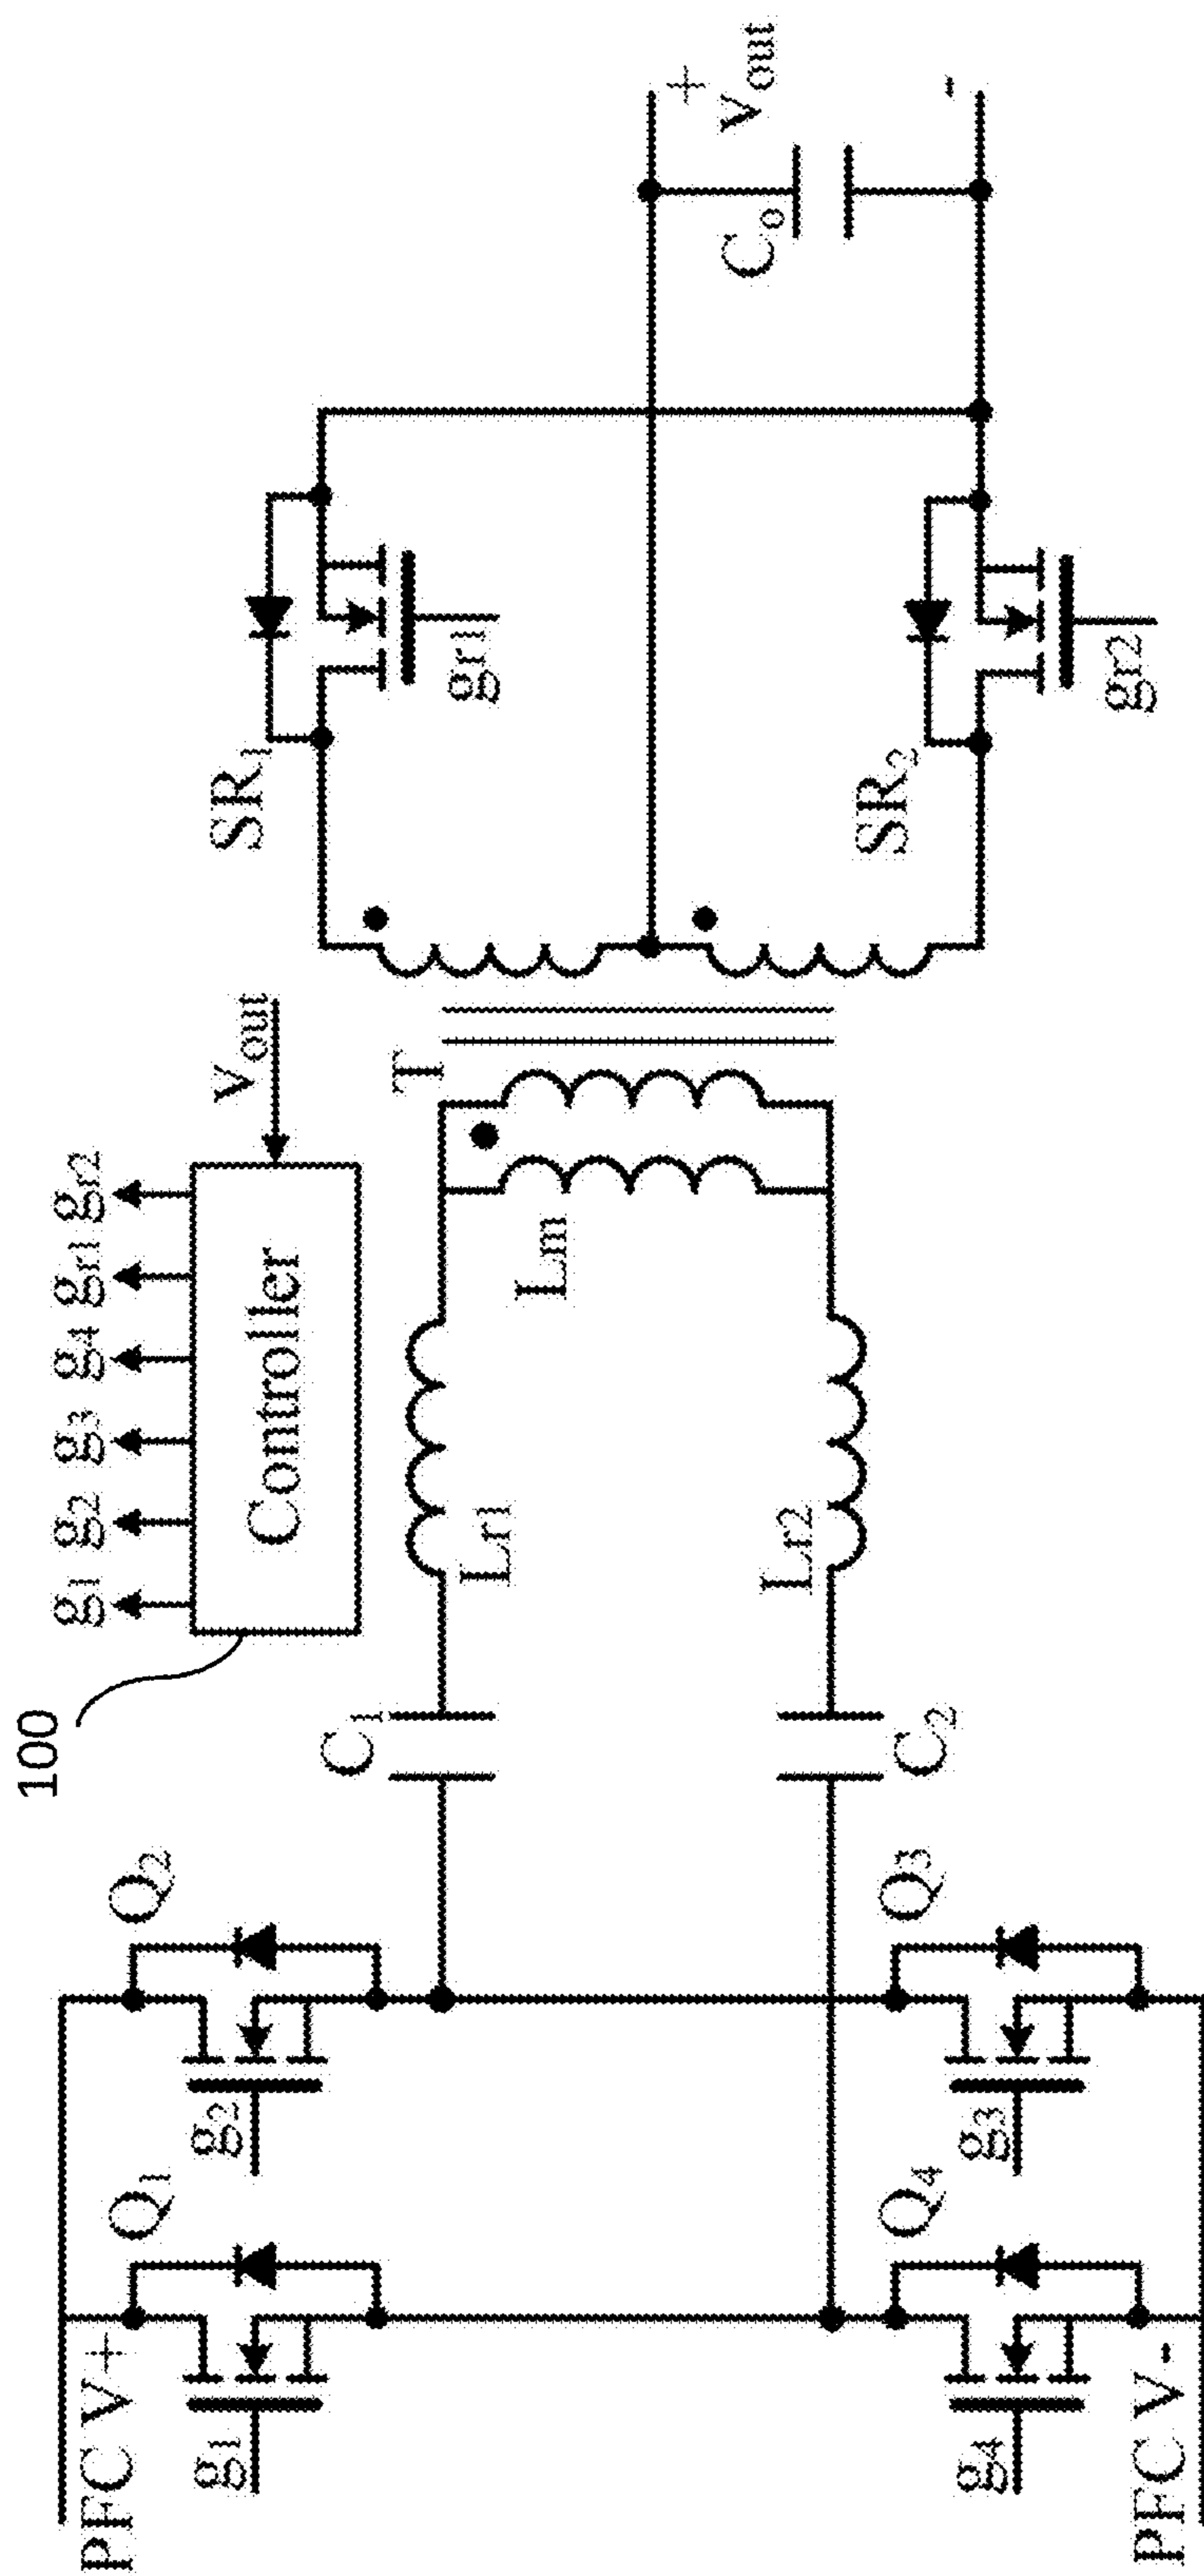 100
g1
g2
g3
g4
gr1
gr2
Controller
Vout
PFC V+
Q1
g1
Q2
g2
C1
Lr1
Lm
T
SR1
gr1
+
Vout
-
Co
Q4
g4
Q3
g3
C2
Lr2
SR2
gr2
PFC V-